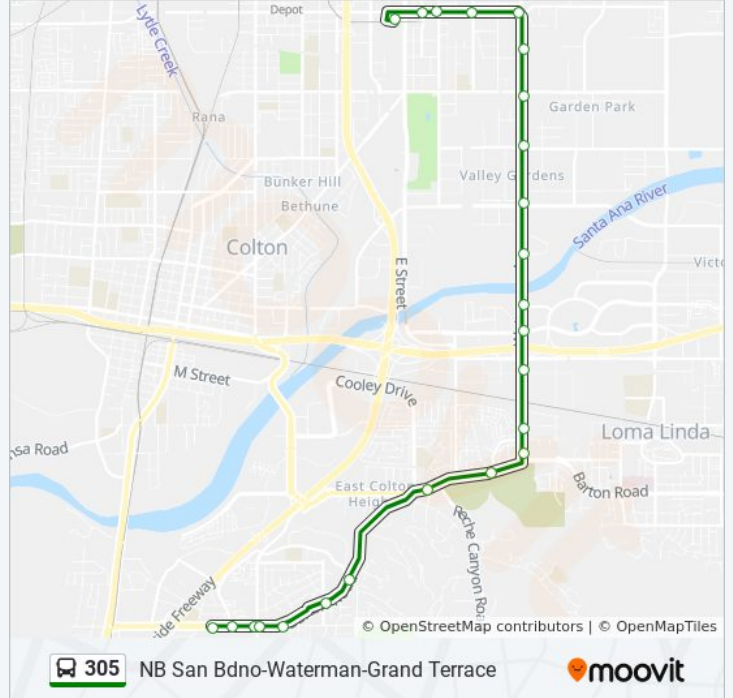 Depot
Lytle Creek
Garden Park
Rana
Valley Gardens
Bunker Hill
Bethune
Santa Ana River
Colton
E Street
Victo
M Street
Cooley Drive
Loma Linda
nsa Road
East Colton
Heights
Barton Road
Reche Canyon Road
ide Freeway
© OpenStreetMap contributors | © OpenMapTiles
305 NB San Bdno-Waterman-Grand Terrace
moovit